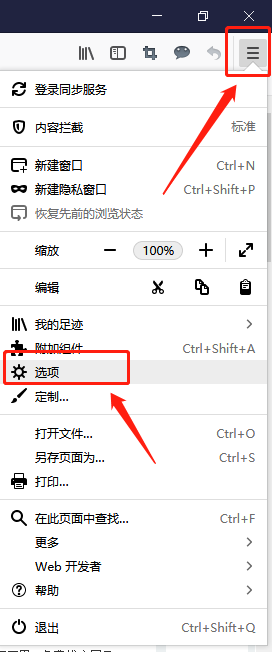 登录同步服务
内容拦截 标准
新建窗口 Ctrl+N
新建隐私窗口 Ctrl+Shift+P
恢复先前的浏览状态
缩放 100%
编辑
我的足迹
附加组件 Ctrl+Shift+A
选项
定制...
打开文件... Ctrl+O
另存页面为... Ctrl+S
打印...
在此页面中查找... Ctrl+F
更多
Web 开发者
帮助
退出 Ctrl+Shift+Q